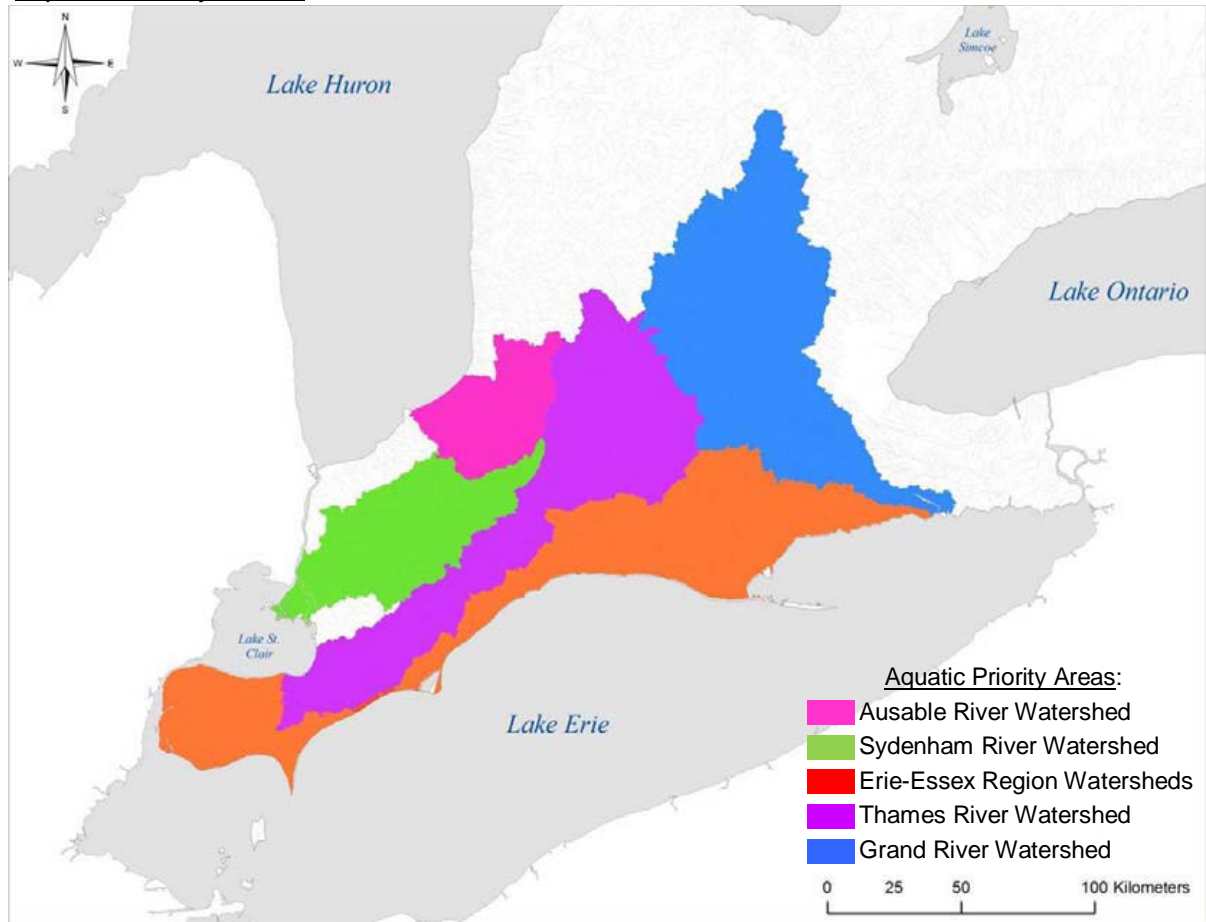 N
W E
S
Lake Huron
Lake
Simcoe
Lake Ontario
Lake St.
Clair
Lake Erie
Aquatic Priority Areas:
Ausable River Watershed
Sydenham River Watershed
Erie-Essex Region Watersheds
Thames River Watershed
Grand River Watershed
0 25 50 100 Kilometers